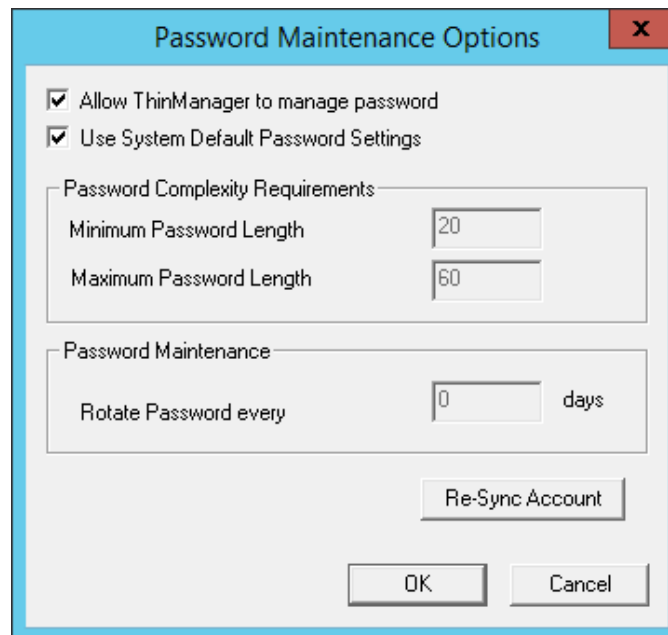 Password Maintenance Options
x
Allow ThinManager to manage password
Use System Default Password Settings
Password Complexity Requirements
Minimum Password Length 20
Maximum Password Length 60
Password Maintenance
Rotate Password every 0 days
Re-Sync Account
OK Cancel